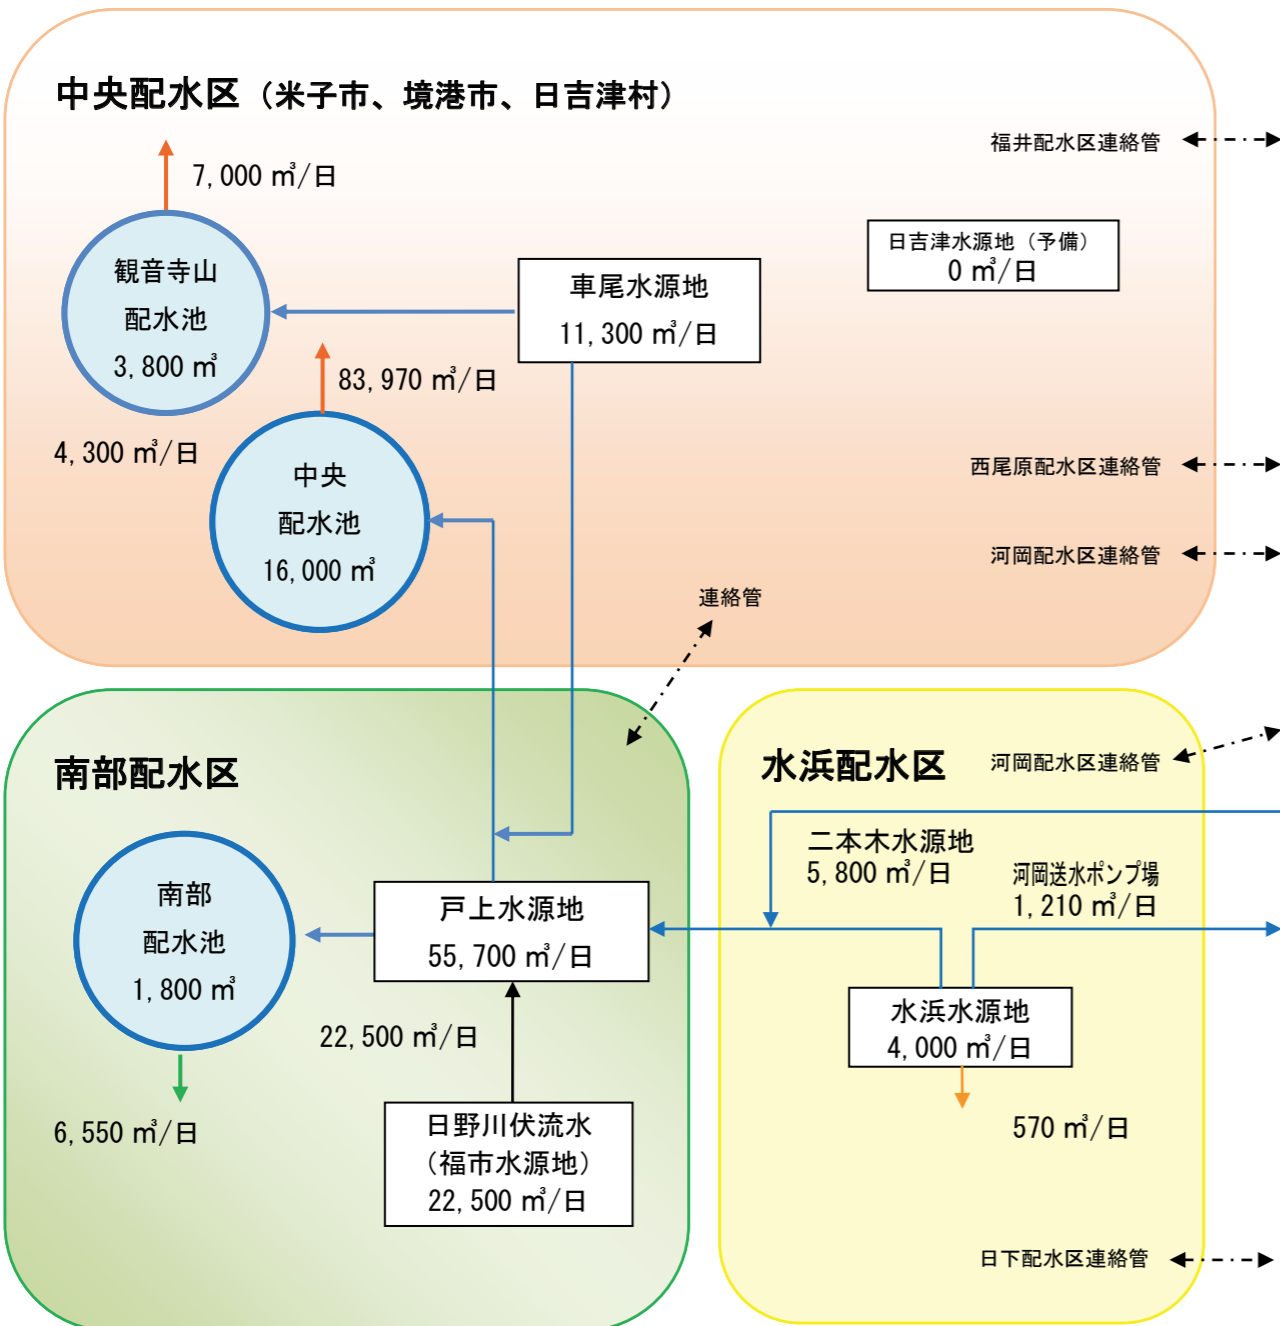 中央配水区（米子市、境港市、日吉津村）
福井配水区連絡管
7,000 ㎥/日
日吉津水源地（予備）
0 ㎥/日
観音寺山
配水池
3,800 ㎥
車尾水源地
11,300 ㎥/日
83,970 ㎥/日
4,300 ㎥/日
中央
配水池
16,000 ㎥
西尾原配水区連絡管
河岡配水区連絡管
連絡管
南部配水区
南部
配水池
1,800 ㎥
6,550 ㎥/日
戸上水源地
55,700 ㎥/日
22,500 ㎥/日
日野川伏流水
（福市水源地）
22,500 ㎥/日
水浜配水区
河岡配水区連絡管
二本木水源地
5,800 ㎥/日
河岡送水ポンプ場
1,210 ㎥/日
水浜水源地
4,000 ㎥/日
570 ㎥/日
日下配水区連絡管